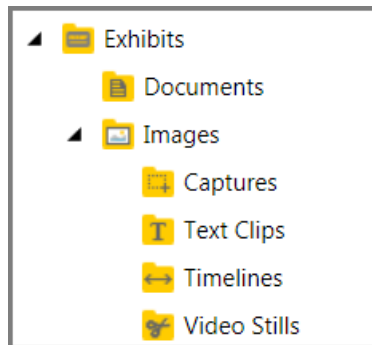 Exhibits
Documents
Images
Captures
Text Clips
Timelines
Video Stills